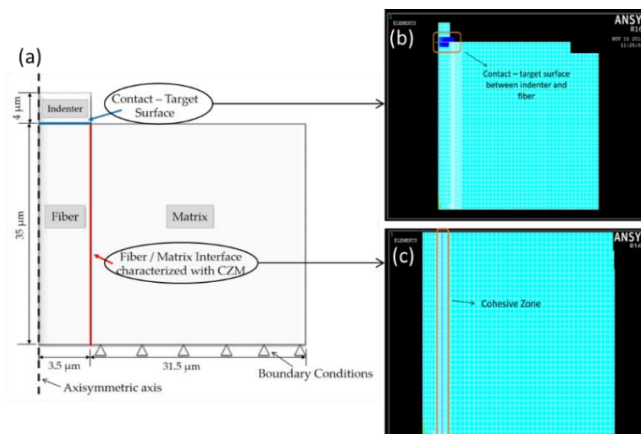 (a)
4 μm
Indenter
Contact – Target
Surface
Fiber
Matrix
35 μm
Fiber / Matrix Interface
characterized with CZM
3.5 μm
31.5 μm
Boundary Conditions
Axisymmetric axis
(b)
ELEMENTS
ANSY
R16
Contact – target surface
between indenter and
fiber
(c)
ELEMENTS
ANSY
R16
Cohesive Zone